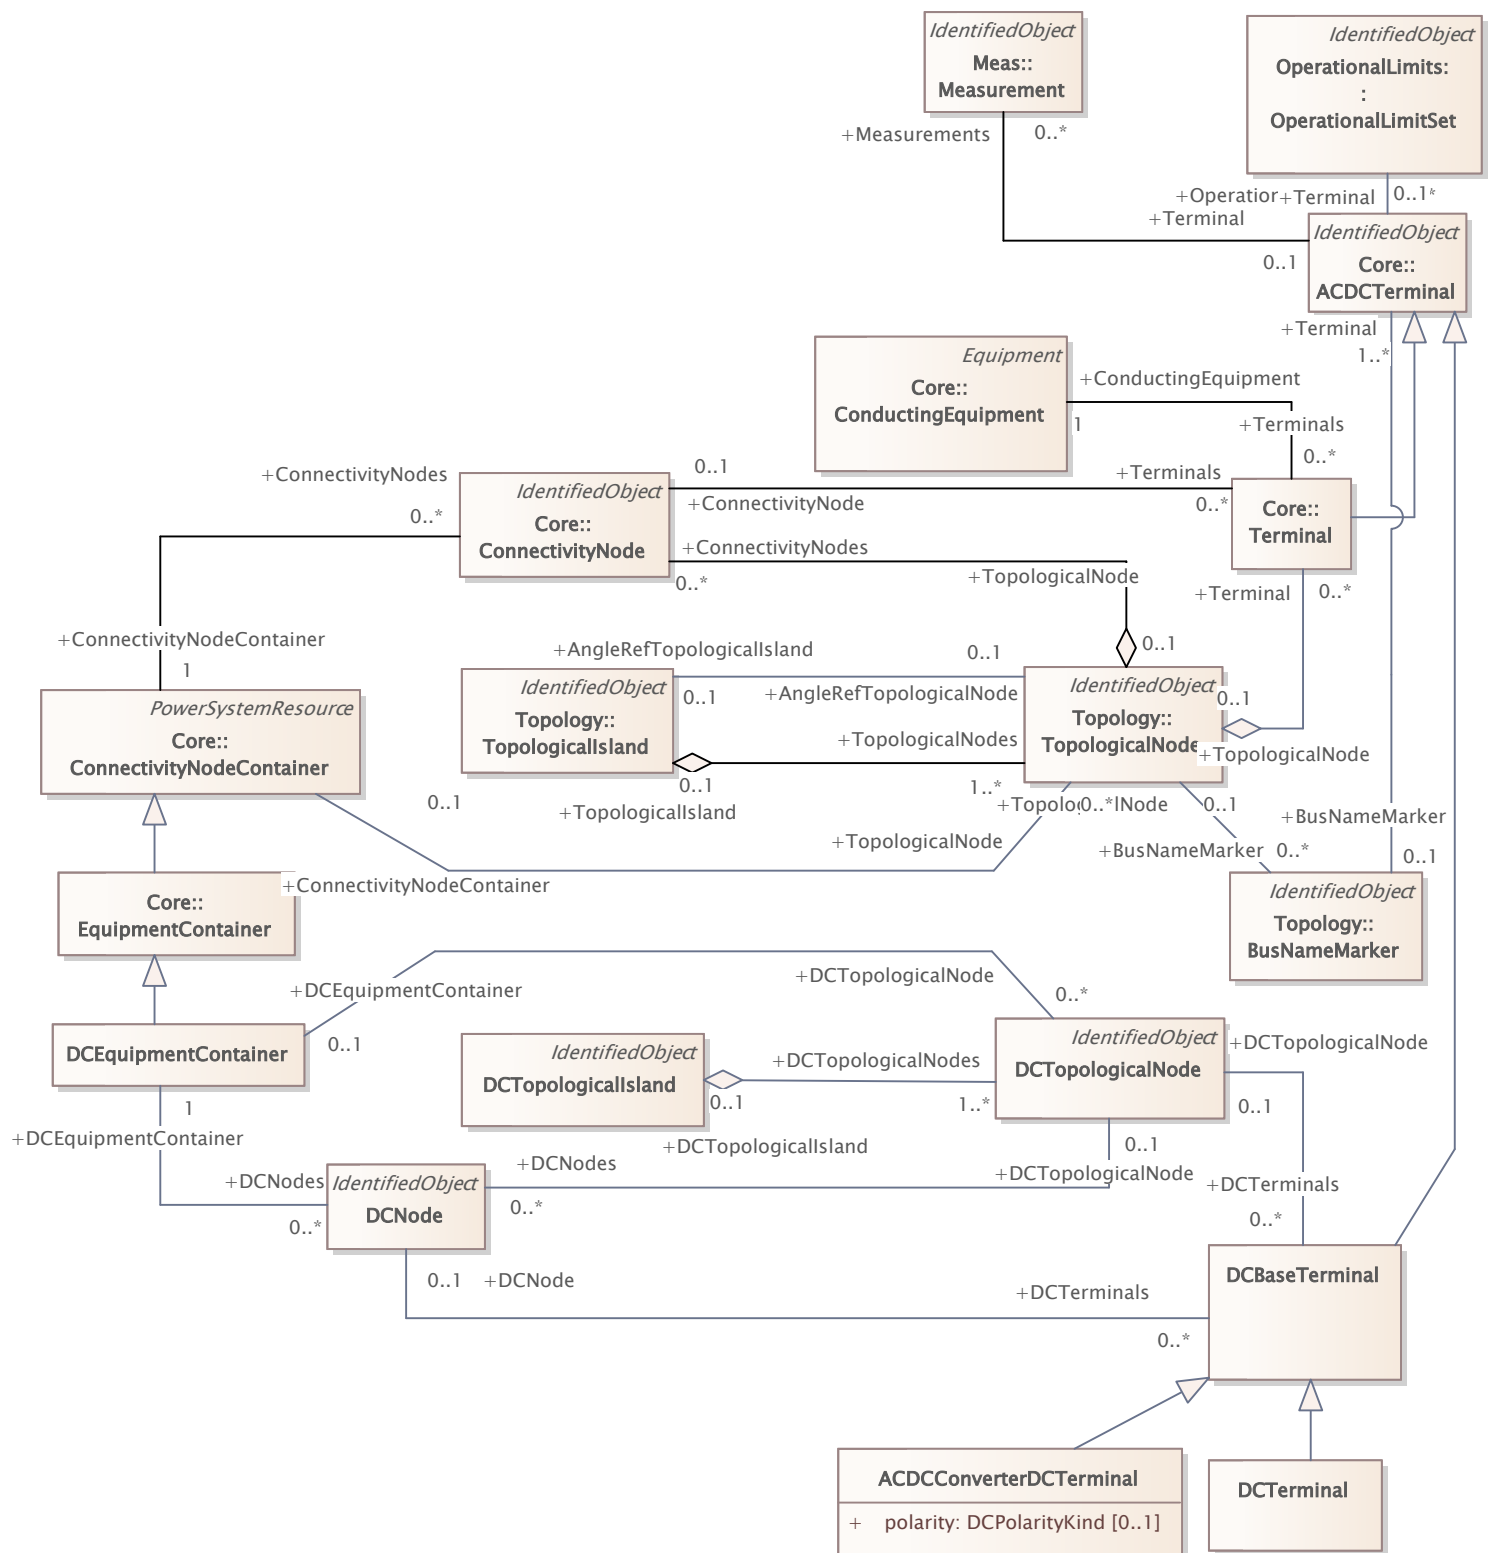 IdentifiedObject
Meas::
Measurement
IdentifiedObject
OperationalLimits:
:
OperationalLimitSet
+Measurements
0..*
+Terminal
0..1
+Terminal
0..1
IdentifiedObject
Core::
ACDCTerminal
+Terminal
1..*
Equipment
Core::
ConductingEquipment
+ConductingEquipment
1
+Terminals
0..*
+ConnectivityNodes
0..*
IdentifiedObject
Core::
ConnectivityNode
0..1
+ConnectivityNode
+Terminals
0..*
Core::
Terminal
+ConnectivityNodes
0..*
+TopologicalNode
0..1
+Terminal
0..*
+ConnectivityNodeContainer
1
+AngleRefTopologicalIsland
0..1
0..1
+AngleRefTopologicalNode
IdentifiedObject
Topology::
TopologicalIsland
IdentifiedObject
Topology::
TopologicalNode
0..1
+TopologicalNode
+TopologicalNodes
1..*
0..1
+TopologicalIsland
PowerSystemResource
Core::
ConnectivityNodeContainer
0..1
+TopologicalNode
0..*
0..1
+BusNameMarker
0..*
+BusNameMarker
0..1
+ConnectivityNodeContainer
Core::
EquipmentContainer
IdentifiedObject
Topology::
BusNameMarker
+DCEquipmentContainer
0..1
+DCTopologicalNode
0..*
DCEquipmentContainer
IdentifiedObject
DCTopologicalIsland
+DCTopologicalNodes
0..1
1..*
+DCTopologicalIsland
IdentifiedObject
DCTopologicalNode
+DCTopologicalNode
0..1
1
+DCEquipmentContainer
+DCNodes
0..*
IdentifiedObject
DCNode
+DCNodes
0..*
0..1
+DCTopologicalNode
+DCTerminals
0..*
0..1
+DCNode
+DCTerminals
0..*
DCBaseTerminal
ACDCConverterDCTerminal
+ polarity: DCPolarityKind [0..1]
DCTerminal